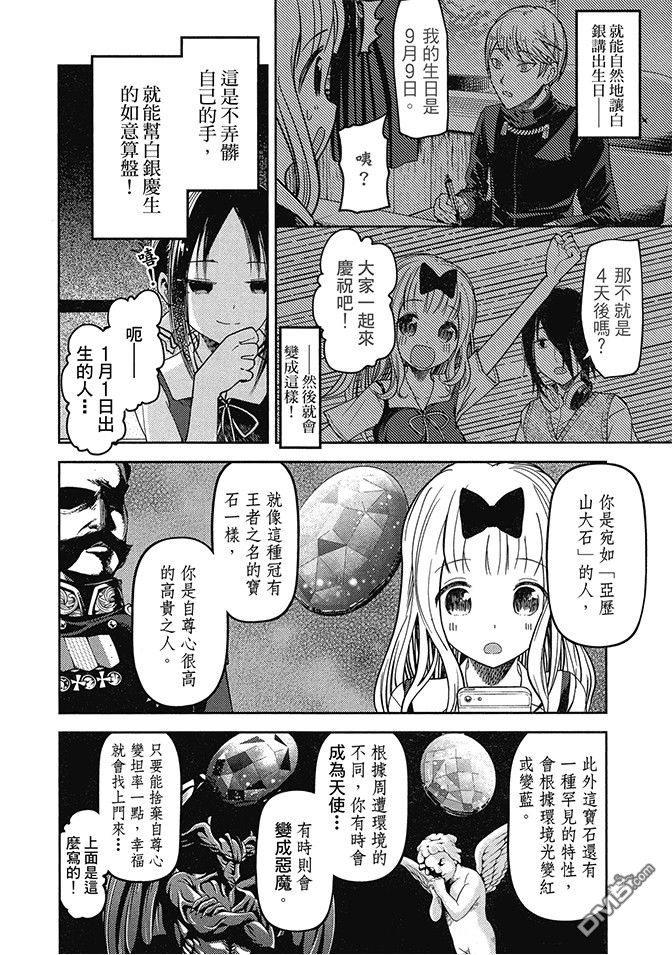 就能自然地讓白
銀講出生日——
我的生日是
9月9日。
咦？
這是不弄髒
自己的手，
就能幫白銀慶生
的如意算盤！
那不就是
4天後嗎？
大家一起來
慶祝吧！
——然後就會
變成這樣！
嘻！
呃——
1月1日出
生的人…
你是宛如「亞歷
山大石」的人，
就像這種冠有
王者之名的寶
石一樣，
你是自尊心很高
的高貴之人。
此外這寶石還有
一種罕見的特性，
會根據環境光變紅
或變藍。
根據周遭環境的
不同，你有時會
成為天使…
有時則會
變成惡魔。
只要能捨棄自尊心
變坦率一點，幸福
就會找上門來…
上面是這
麼寫的！
DM5.com